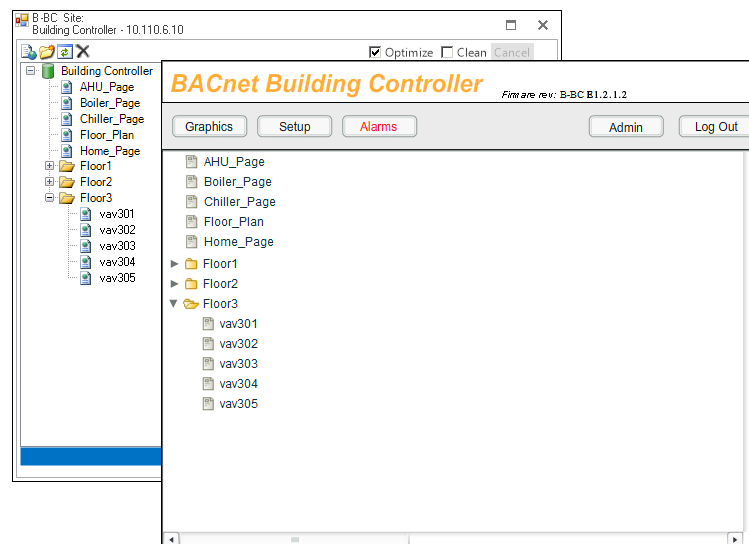 B-BC Site:
Building Controller - 10.110.6.10
Optimize Clean Cancel
Building Controller
AHU_Page
Boiler_Page
Chiller_Page
Floor_Plan
Home_Page
Floor1
Floor2
Floor3
vav301
vav302
vav303
vav304
vav305
BACnet Building Controller
Firmare rev: B-BC E1.2.1.2
Graphics Setup Alarms Admin Log Out
AHU_Page
Boiler_Page
Chiller_Page
Floor_Plan
Home_Page
Floor1
Floor2
Floor3
vav301
vav302
vav303
vav304
vav305